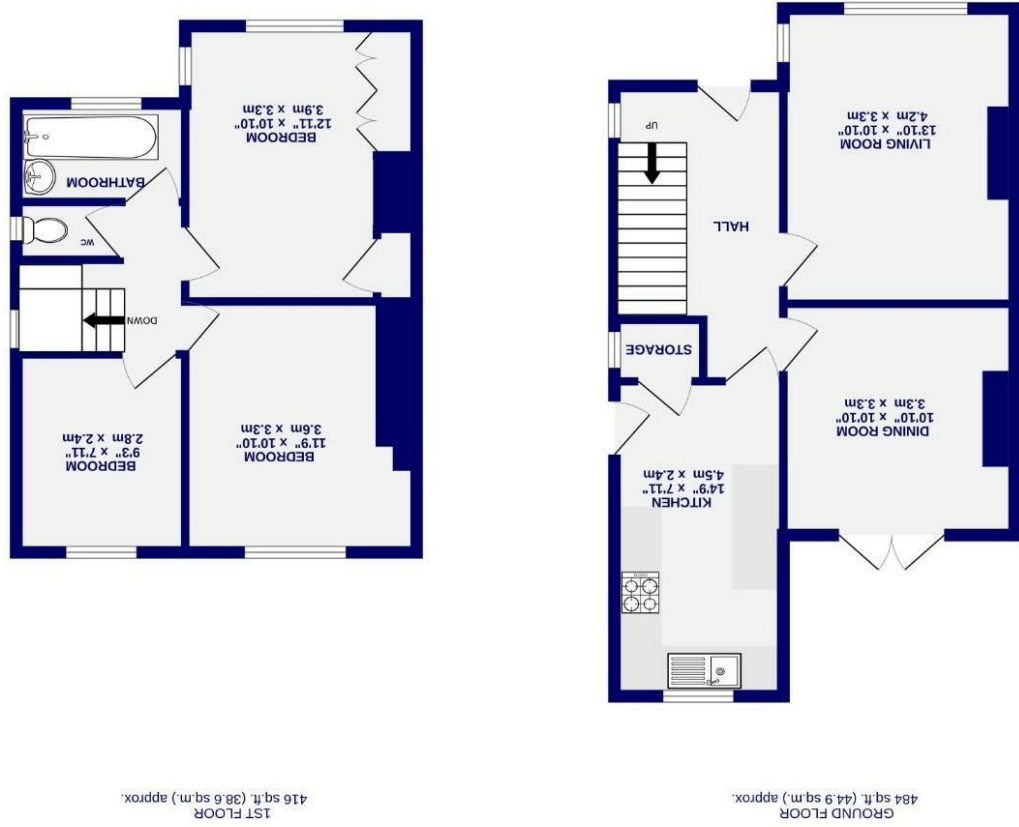 GROUND FLOOR
484 sq.ft. (44.9 sq.m.) approx.
KITCHEN
14'9" x 7'11"
4.5m x 2.4m
DINING ROOM
10'10" x 10'10"
3.3m x 3.3m
STORAGE
HALL
UP
LIVING ROOM
13'10" x 10'10"
4.2m x 3.3m
1ST FLOOR
416 sq.ft. (38.6 sq.m.) approx.
BEDROOM
11'9" x 10'10"
3.6m x 3.3m
BEDROOM
9'3" x 7'11"
2.8m x 2.4m
DOWN
WC
BATHROOM
BEDROOM
12'11" x 10'10"
3.9m x 3.3m